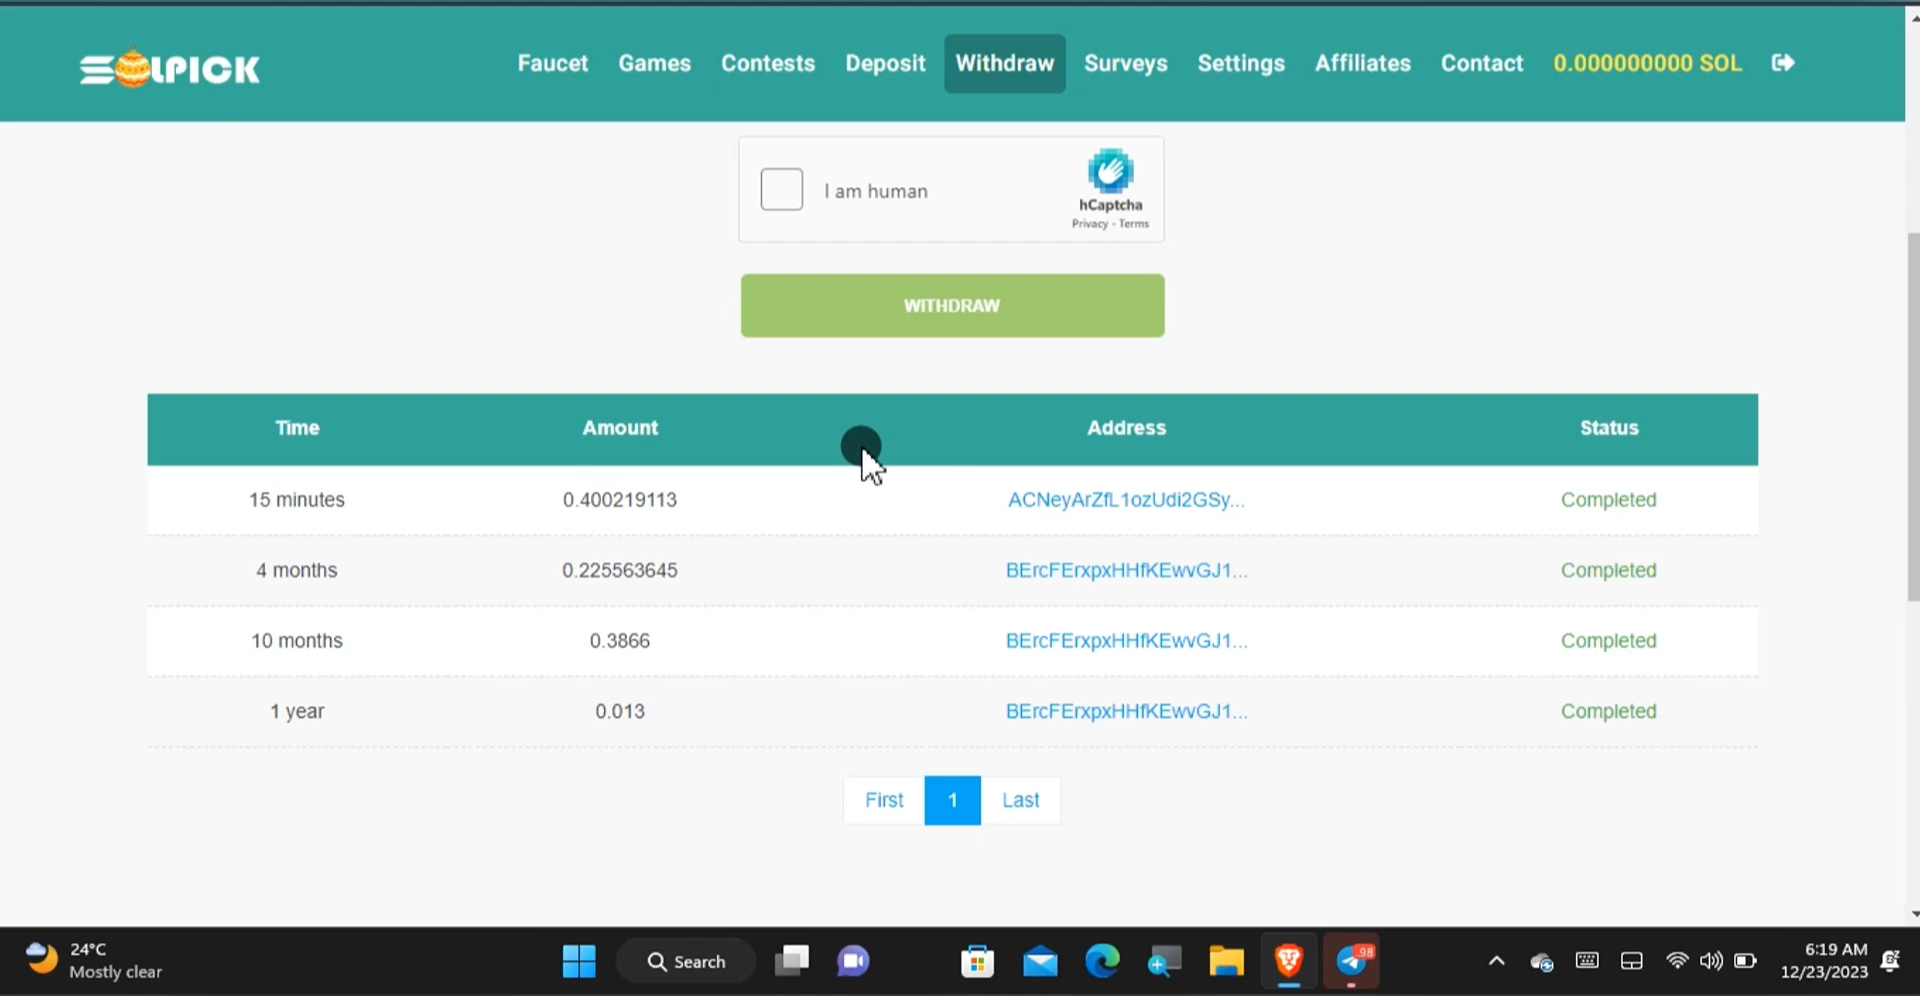 SOLPICK Faucet Games Contests Deposit Withdraw Surveys Settings Affiliates Contact 0.000000000 SOL
I am human
hCaptcha
Privacy - Terms
WITHDRAW
Time Amount Address Status
15 minutes 0.400219113 ACNeyArZfL1ozUdi2GSy... Completed
4 months 0.225563645 BErcFErxpxHHfKEwvGJ1... Completed
10 months 0.3866 BErcFErxpxHHfKEwvGJ1... Completed
1 year 0.013 BErcFErxpxHHfKEwvGJ1... Completed
First 1 Last
24°C
Mostly clear
Search
98
6:19 AM
12/23/2023